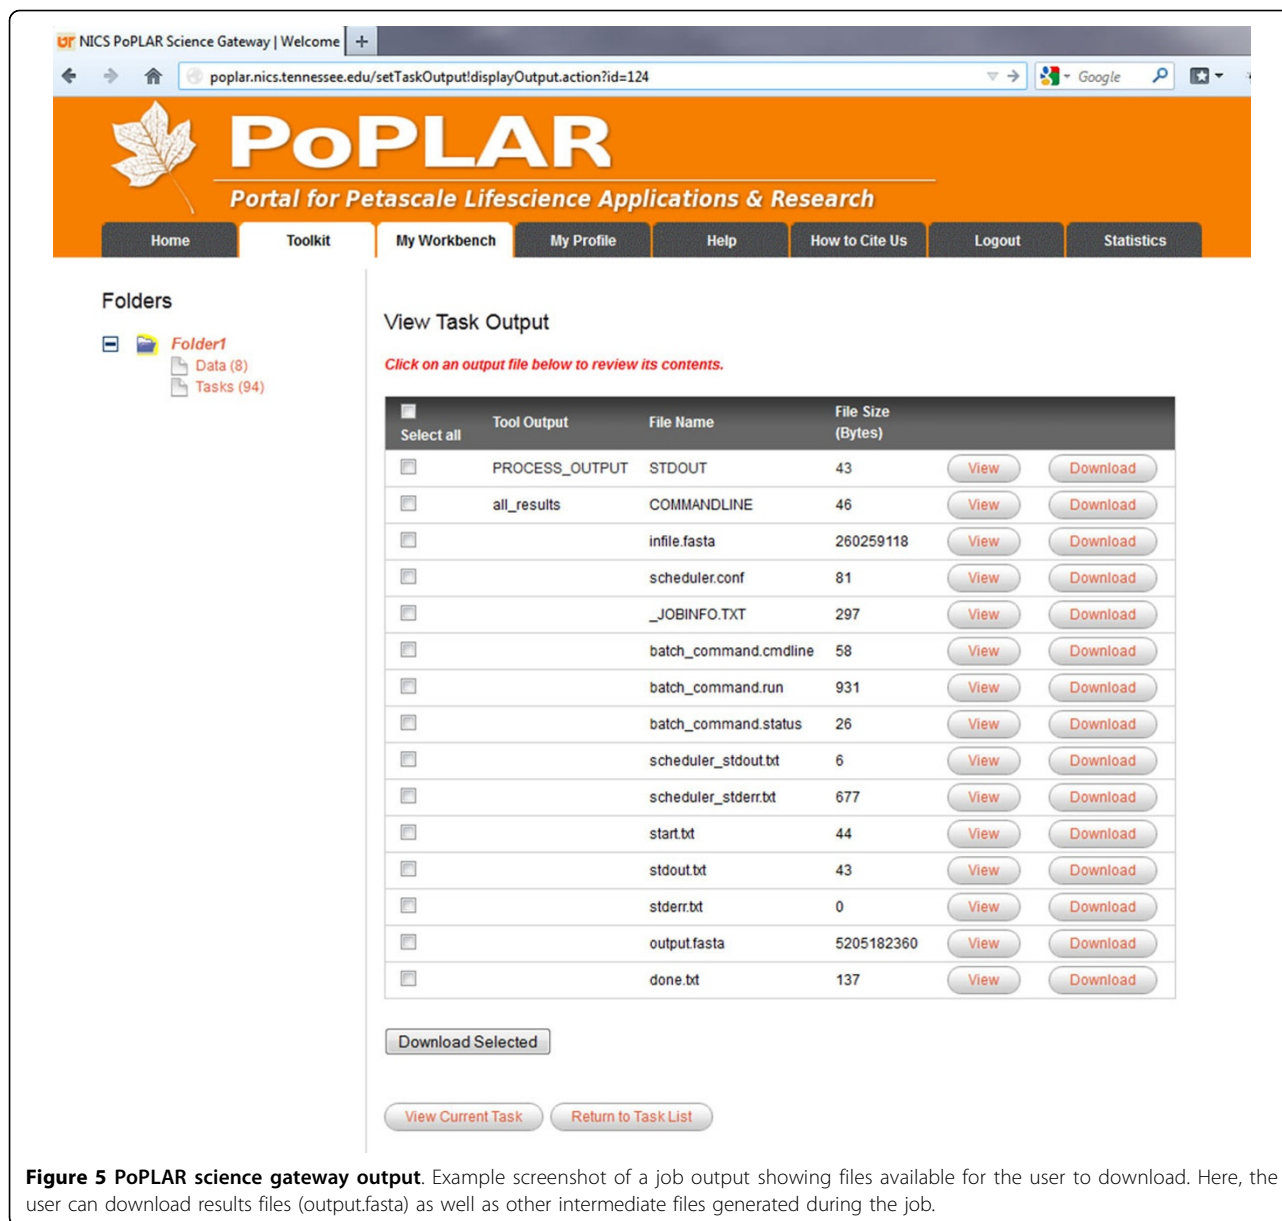 NICS PoPLAR Science Gateway | Welcome +
poplar.nics.tennessee.edu/setTaskOutput!displayOutput.action?id=124 Google
PoPLAR
Portal for Petascale Lifescience Applications & Research
Home Toolkit My Workbench My Profile Help How to Cite Us Logout Statistics
Folders
Folder1
Data (8)
Tasks (94)
View Task Output
Click on an output file below to review its contents.
Select all Tool Output File Name File Size (Bytes)
PROCESS_OUTPUT STDOUT 43 View Download
all_results COMMANDLINE 46 View Download
infile.fasta 260259118 View Download
scheduler.conf 81 View Download
_JOBINFO.TXT 297 View Download
batch_command.cmdline 58 View Download
batch_command.run 931 View Download
batch_command.status 26 View Download
scheduler_stdout.txt 6 View Download
scheduler_stderr.txt 677 View Download
start.txt 44 View Download
stdout.txt 43 View Download
stderr.txt 0 View Download
output.fasta 5205182360 View Download
done.txt 137 View Download
Download Selected
View Current Task Return to Task List
Figure 5 PoPLAR science gateway output. Example screenshot of a job output showing files available for the user to download. Here, the
user can download results files (output.fasta) as well as other intermediate files generated during the job.